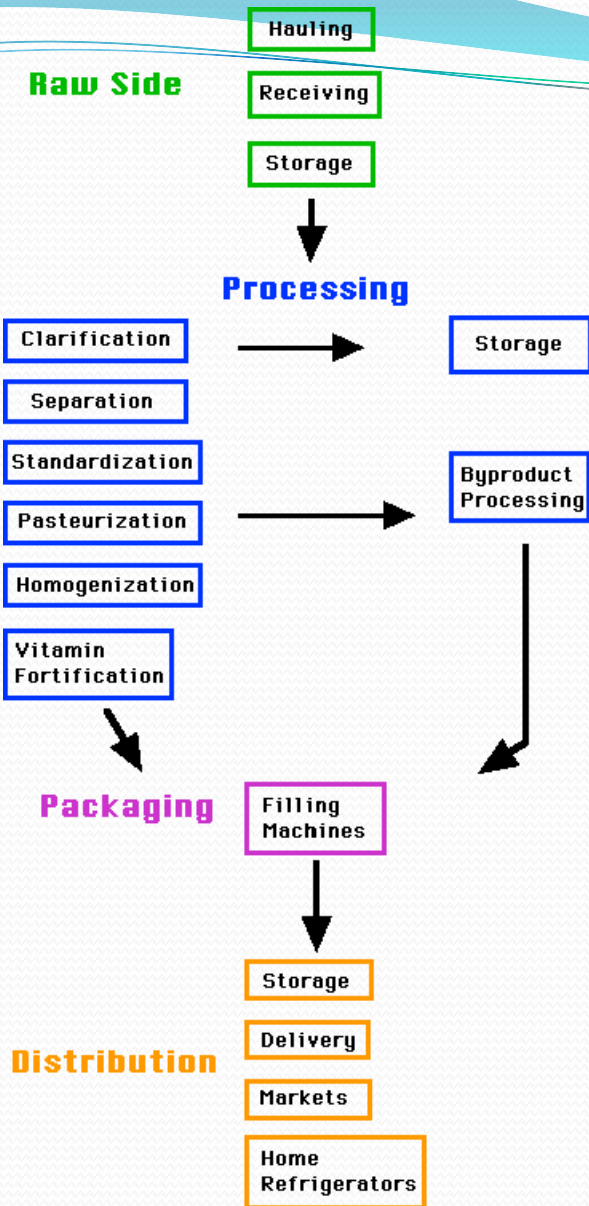 Hauling
Raw Side
Receiving
Storage
Processing
Clarification
Storage
Separation
Standardization
Byproduct
Processing
Pasteurization
Homogenization
Vitamin
Fortification
Packaging
Filling
Machines
Storage
Delivery
Distribution
Markets
Home
Refrigerators